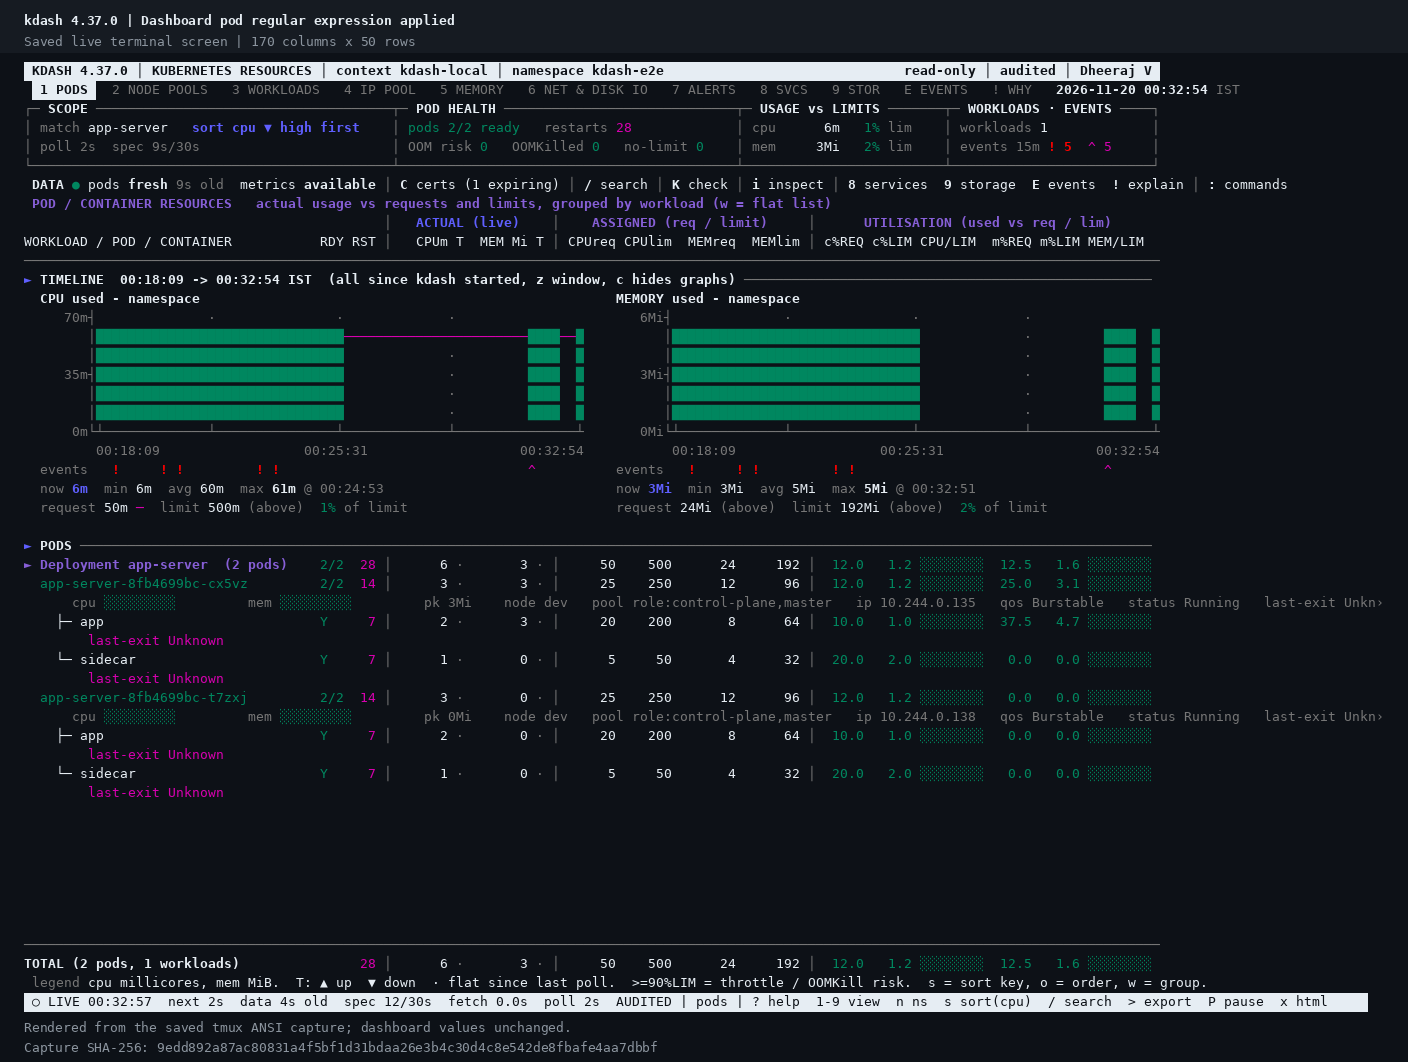 kdash 4.37.0 | Dashboard pod regular expression applied
Saved live terminal screen | 170 columns x 50 rows
KDASH 4.37.0 │ KUBERNETES RESOURCES │ context kdash-local │ namespace kdash-e2e read-only │ audited │ Dheeraj V
1 PODS 2 NODE POOLS 3 WORKLOADS 4 IP POOL 5 MEMORY 6 NET & DISK IO 7 ALERTS 8 SVCS 9 STOR E EVENTS ! WHY 2026-11-20 00:32:54 IST
┌─ SCOPE ─┬─ POD HEALTH ─┬─ USAGE vs LIMITS ─┬─ WORKLOADS · EVENTS ─┐
│ match app-server sort cpu ▼ high first │ pods 2/2 ready restarts 28 │ cpu 6m 1% lim │ workloads 1 │
│ poll 2s spec 9s/30s │ OOM risk 0 OOMKilled 0 no-limit 0 │ mem 3Mi 2% lim │ events 15m ! 5 ^ 5 │
DATA ● pods fresh 9s old metrics available │ C certs (1 expiring) │ / search │ K check │ i inspect │ 8 services 9 storage E events ! explain │ : commands
POD / CONTAINER RESOURCES actual usage vs requests and limits, grouped by workload (w = flat list)
│ ACTUAL (live) │ ASSIGNED (req / limit) │ UTILISATION (used vs req / lim)
WORKLOAD / POD / CONTAINER RDY RST │ CPUm T MEM Mi T │ CPUreq CPUlim MEMreq MEMlim │ c%REQ c%LIM CPU/LIM m%REQ m%LIM MEM/LIM
► TIMELINE 00:18:09 -> 00:32:54 IST (all since kdash started, z window, c hides graphs)
CPU used - namespace MEMORY used - namespace
70m 6Mi
35m 3Mi
0m 0Mi
00:18:09 00:25:31 00:32:54 00:18:09 00:25:31 00:32:54
events ! ! ! ! ! ^ events ! ! ! ! ! ^
now 6m min 6m avg 60m max 61m @ 00:24:53 now 3Mi min 3Mi avg 5Mi max 5Mi @ 00:32:51
request 50m ─ limit 500m (above) 1% of limit request 24Mi (above) limit 192Mi (above) 2% of limit
► PODS
► Deployment app-server (2 pods) 2/2 28 │ 6 · 3 · │ 50 500 24 192 │ 12.0 1.2 ░░░░░░░░ 12.5 1.6 ░░░░░░░░
app-server-8fb4699bc-cx5vz 2/2 14 │ 3 · 3 · │ 25 250 12 96 │ 12.0 1.2 ░░░░░░░░ 25.0 3.1 ░░░░░░░░
cpu ░░░░░░░░░ mem ░░░░░░░░░ pk 3Mi node dev pool role:control-plane,master ip 10.244.0.135 qos Burstable status Running last-exit Unkn›
├─ app Y 7 │ 2 · 3 · │ 20 200 8 64 │ 10.0 1.0 ░░░░░░░░ 37.5 4.7 ░░░░░░░░
last-exit Unknown
└─ sidecar Y 7 │ 1 · 0 · │ 5 50 4 32 │ 20.0 2.0 ░░░░░░░░ 0.0 0.0 ░░░░░░░░
last-exit Unknown
app-server-8fb4699bc-t7zxj 2/2 14 │ 3 · 0 · │ 25 250 12 96 │ 12.0 1.2 ░░░░░░░░ 0.0 0.0 ░░░░░░░░
cpu ░░░░░░░░░ mem ░░░░░░░░░ pk 0Mi node dev pool role:control-plane,master ip 10.244.0.138 qos Burstable status Running last-exit Unkn›
├─ app Y 7 │ 2 · 0 · │ 20 200 8 64 │ 10.0 1.0 ░░░░░░░░ 0.0 0.0 ░░░░░░░░
last-exit Unknown
└─ sidecar Y 7 │ 1 · 0 · │ 5 50 4 32 │ 20.0 2.0 ░░░░░░░░ 0.0 0.0 ░░░░░░░░
last-exit Unknown
TOTAL (2 pods, 1 workloads) 28 │ 6 · 3 · │ 50 500 24 192 │ 12.0 1.2 ░░░░░░░░ 12.5 1.6 ░░░░░░░░
legend cpu millicores, mem MiB. T: ▲ up ▼ down · flat since last poll. >=90%LIM = throttle / OOMKill risk. s = sort key, o = order, w = group.
○ LIVE 00:32:57 next 2s data 4s old spec 12/30s fetch 0.0s poll 2s AUDITED | pods | ? help 1-9 view n ns s sort(cpu) / search > export P pause x html
Rendered from the saved tmux ANSI capture; dashboard values unchanged.
Capture SHA-256: 9edd892a87ac80831a4f5bf1d31bdaa26e3b4c30d4c8e542de8fbafe4aa7dbbf